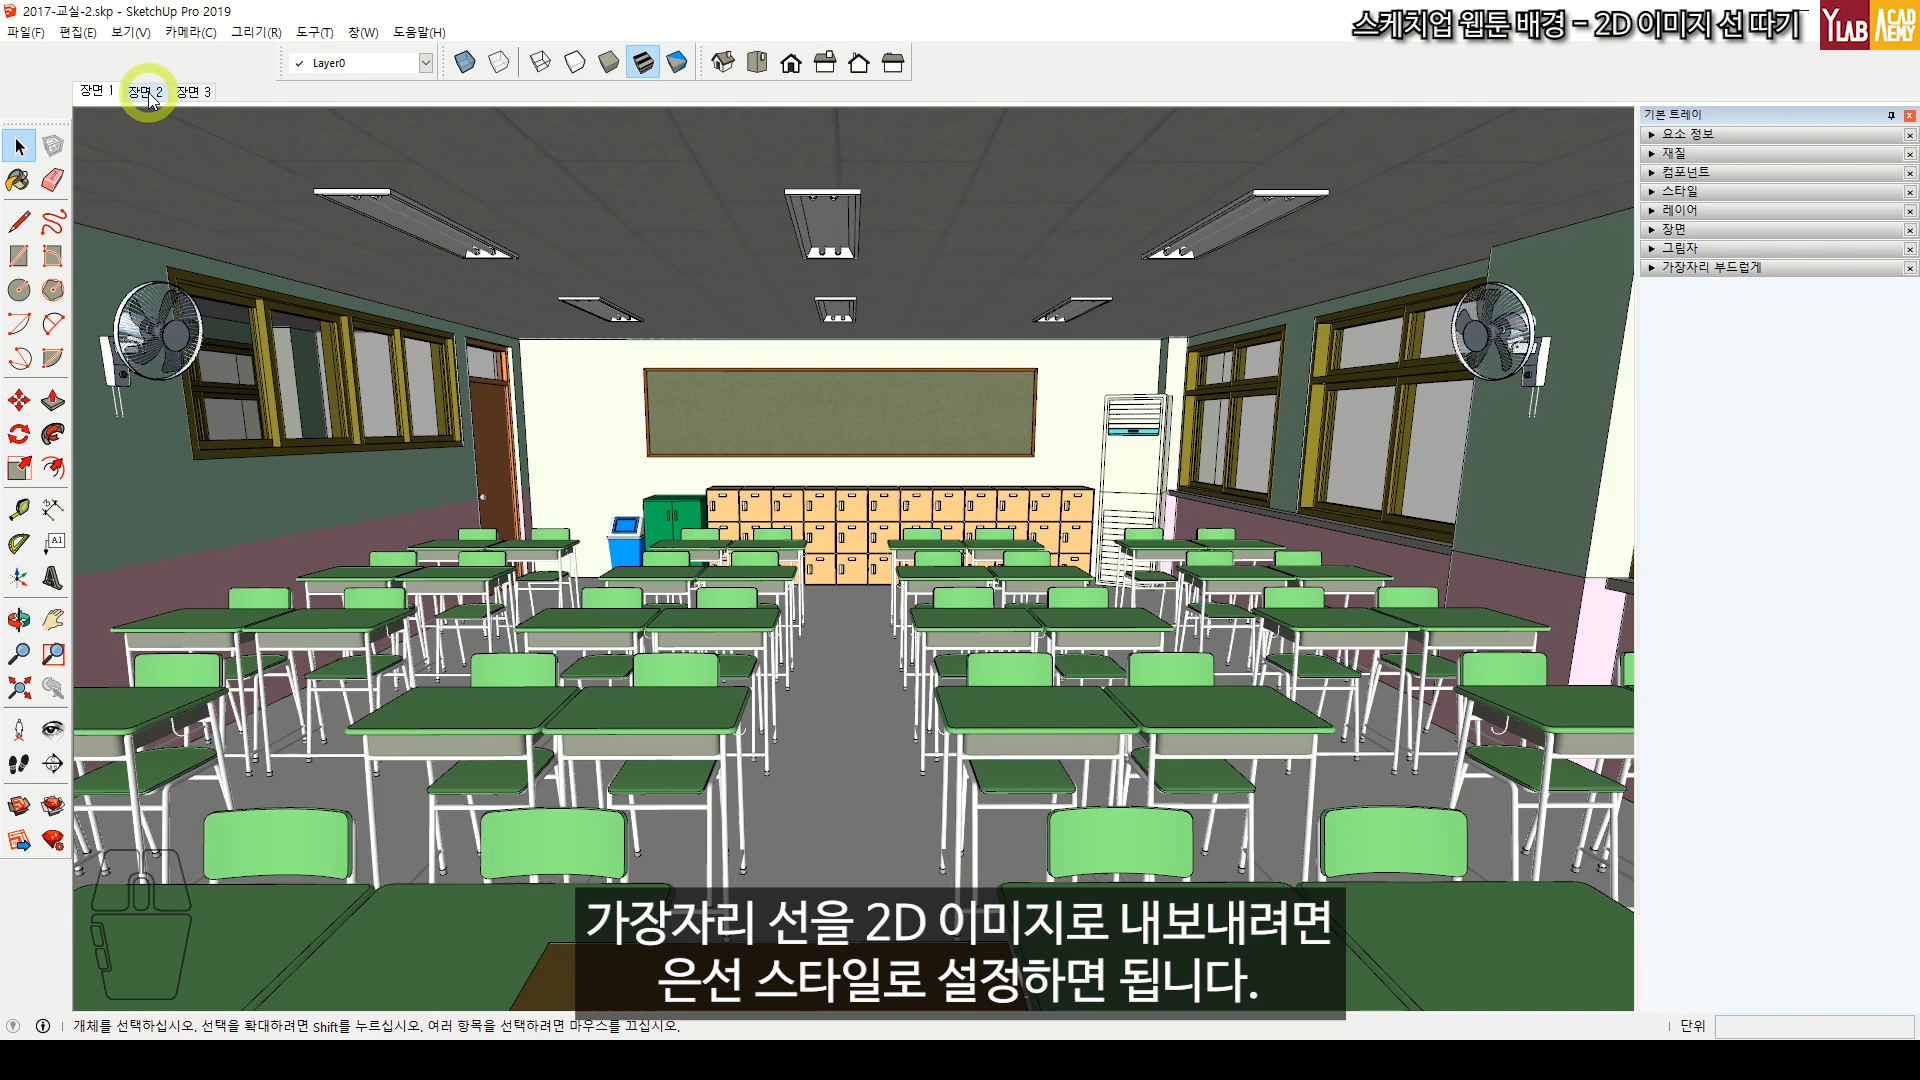 2017-교실-2.skp - SketchUp Pro 2019
파일(F) 편집(E) 보기(V) 카메라(C) 그리기(R) 도구(T) 창(W) 도움말(H)
스케치업 웹툰 배경 - 2D 이미지 선 따기
YLAB ACADEMY
Layer0
장면 1 장면 2 장면 3
기본 트레이
요소 정보
재질
컴포넌트
스타일
레이어
장면
그림자
가장자리 부드럽게
A1
가장자리 선을 2D 이미지로 내보내려면
은선 스타일로 설정하면 됩니다.
개체를 선택하십시오. 선택을 확대하려면 Shift를 누르십시오. 여러 항목을 선택하려면 마우스를 끄십시오.
단위